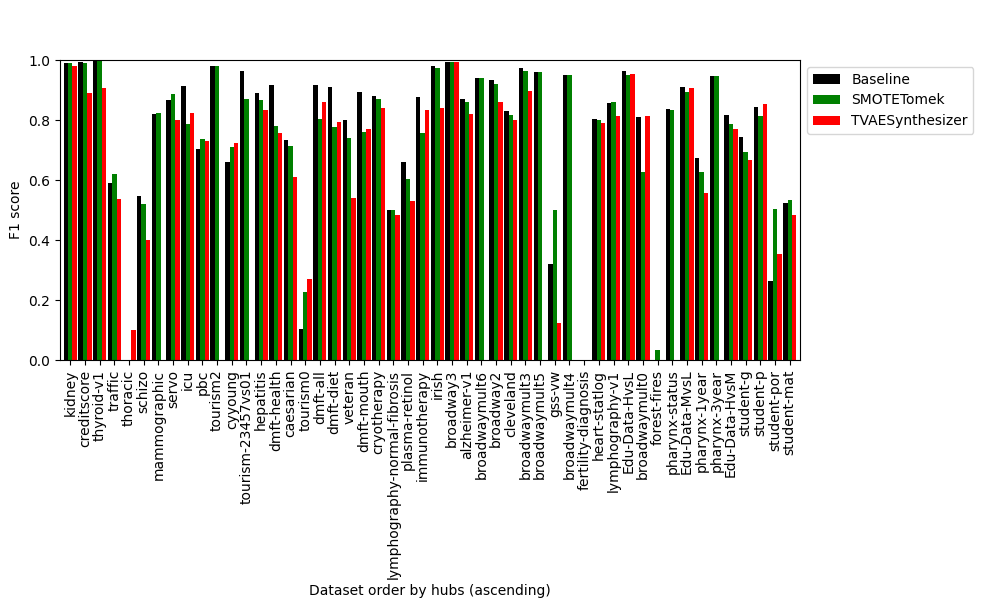 1.0
0.8
0.6
0.4
0.2
0.0
F1 score
Baseline
SMOTETomek
TVAESynthesizer
kidney
creditscore
thyroid-v1
traffic
thoracic
schizo
mammographic
servo
icu
pbc
tourism2
cyyoung
tourism-23457vs01
hepatitis
dmft-health
caesarian
tourism0
dmft-all
dmft-diet
veteran
dmft-mouth
cryotherapy
lymphography-normal-fibrosis
plasma-retinol
immunotherapy
irish
broadway3
alzheimer-v1
broadwaymult6
broadway2
cleveland
broadwaymult3
broadwaymult5
gss-vw
broadwaymult4
fertility-diagnosis
heart-statlog
lymphography-v1
Edu-Data-HvsL
broadwaymult0
forest-fires
pharynx-status
Edu-Data-MvsL
pharynx-1year
pharynx-3year
Edu-Data-HvsM
student-g
student-p
student-por
student-mat
Dataset order by hubs (ascending)